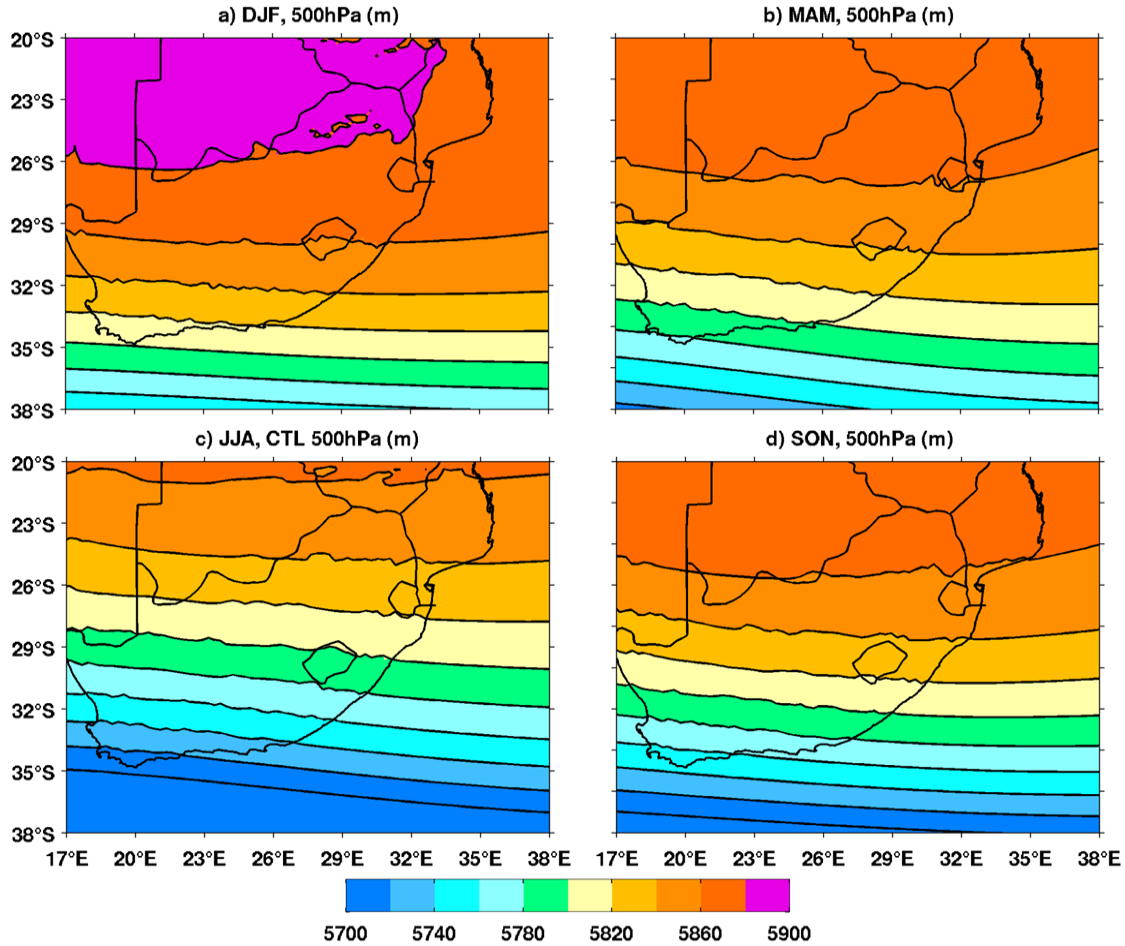 a) DJF, 500hPa (m) b) MAM, 500hPa (m)
20°S
23°S
26°S
29°S
32°S
35°S
38°S
c) JJA, CTL 500hPa (m) d) SON, 500hPa (m)
20°S
23°S
26°S
29°S
32°S
35°S
38°S
17°E 20°E 23°E 26°E 29°E 32°E 35°E 38°E 17°E 20°E 23°E 26°E 29°E 32°E 35°E 38°E
5700 5740 5780 5820 5860 5900